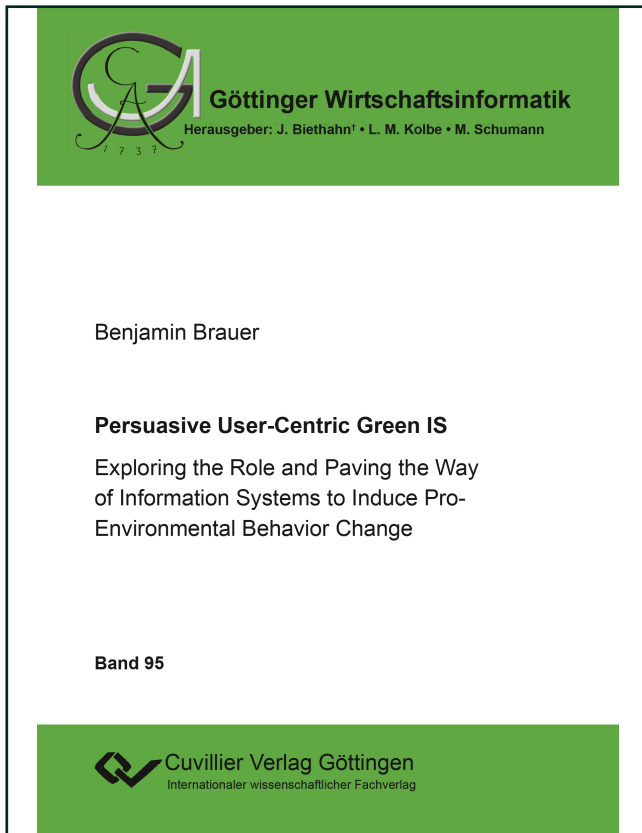 Göttinger Wirtschaftsinformatik
Herausgeber: J. Biethahn† • L. M. Kolbe • M. Schumann
1737
Benjamin Brauer
Persuasive User-Centric Green IS
Exploring the Role and Paving the Way
of Information Systems to Induce Pro-
Environmental Behavior Change
Band 95
Cuvillier Verlag Göttingen
Internationaler wissenschaftlicher Fachverlag